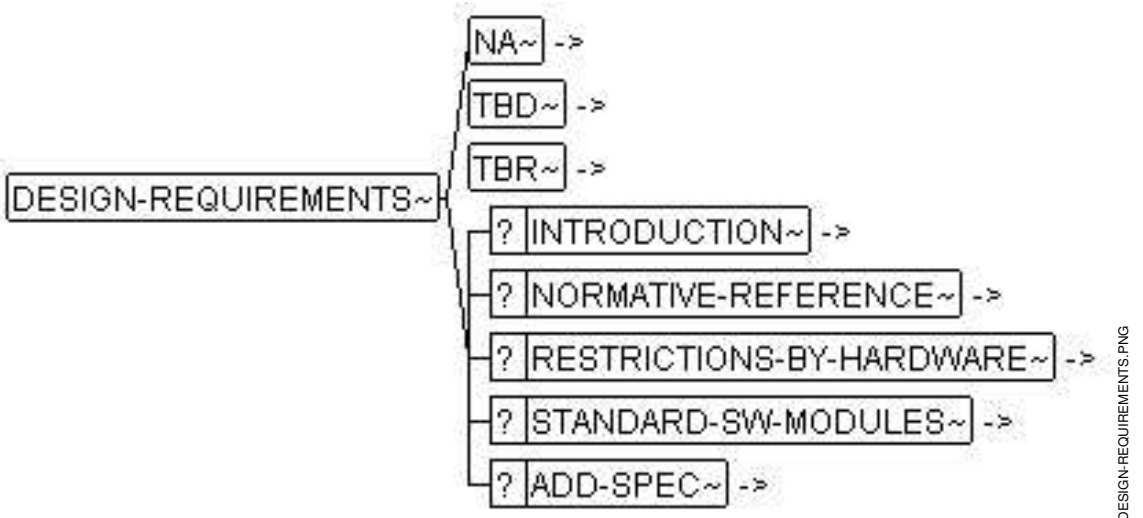 NA~ ->
TBD~ ->
TBR~ ->
DESIGN-REQUIREMENTS~
? INTRODUCTION~ ->
? NORMATIVE-REFERENCE~ ->
? RESTRICTIONS-BY-HARDWARE~ ->
? STANDARD-SW-MODULES~ ->
? ADD-SPEC~ ->
DESIGN-REQUIREMENTS.PNG